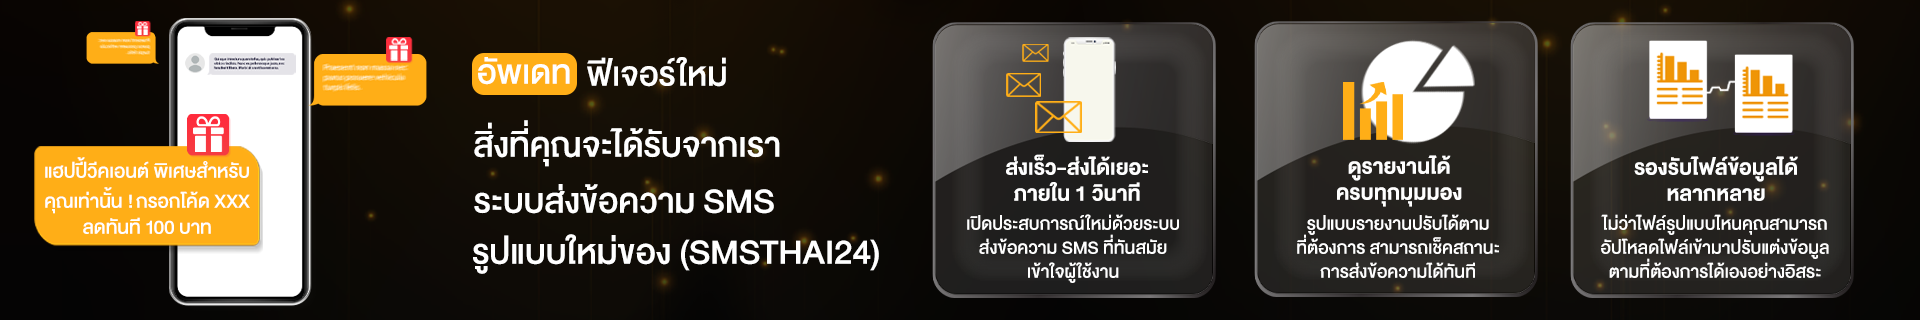 แฮปปี้วีคเอนต์ พิเศษสำหรับ
คุณเท่านั้น ! กรอกโค้ด XXX
ลดทันที 100 บาท
อัพเดท ฟีเจอร์ใหม่
สิ่งที่คุณจะได้รับจากเรา
ระบบส่งข้อความ SMS
รูปแบบใหม่ของ (SMSTHAI24)
ส่งเร็ว-ส่งได้เยอะ
ภายใน 1 วินาที
เปิดประสบการณ์ใหม่ด้วยระบบ
ส่งข้อความ SMS ที่ทันสมัย
เข้าใจผู้ใช้งาน
ดูรายงานได้
ครบทุกมุมมอง
รูปแบบรายงานปรับได้ตาม
ที่ต้องการ สามารถเช็คสถานะ
การส่งข้อความได้ทันที
รองรับไฟล์ข้อมูลได้
หลากหลาย
ไม่ว่าไฟล์รูปแบบไหนคุณสามารถ
อัปโหลดไฟล์เข้ามาปรับแต่งข้อมูล
ตามที่ต้องการได้เองอย่างอิสระ